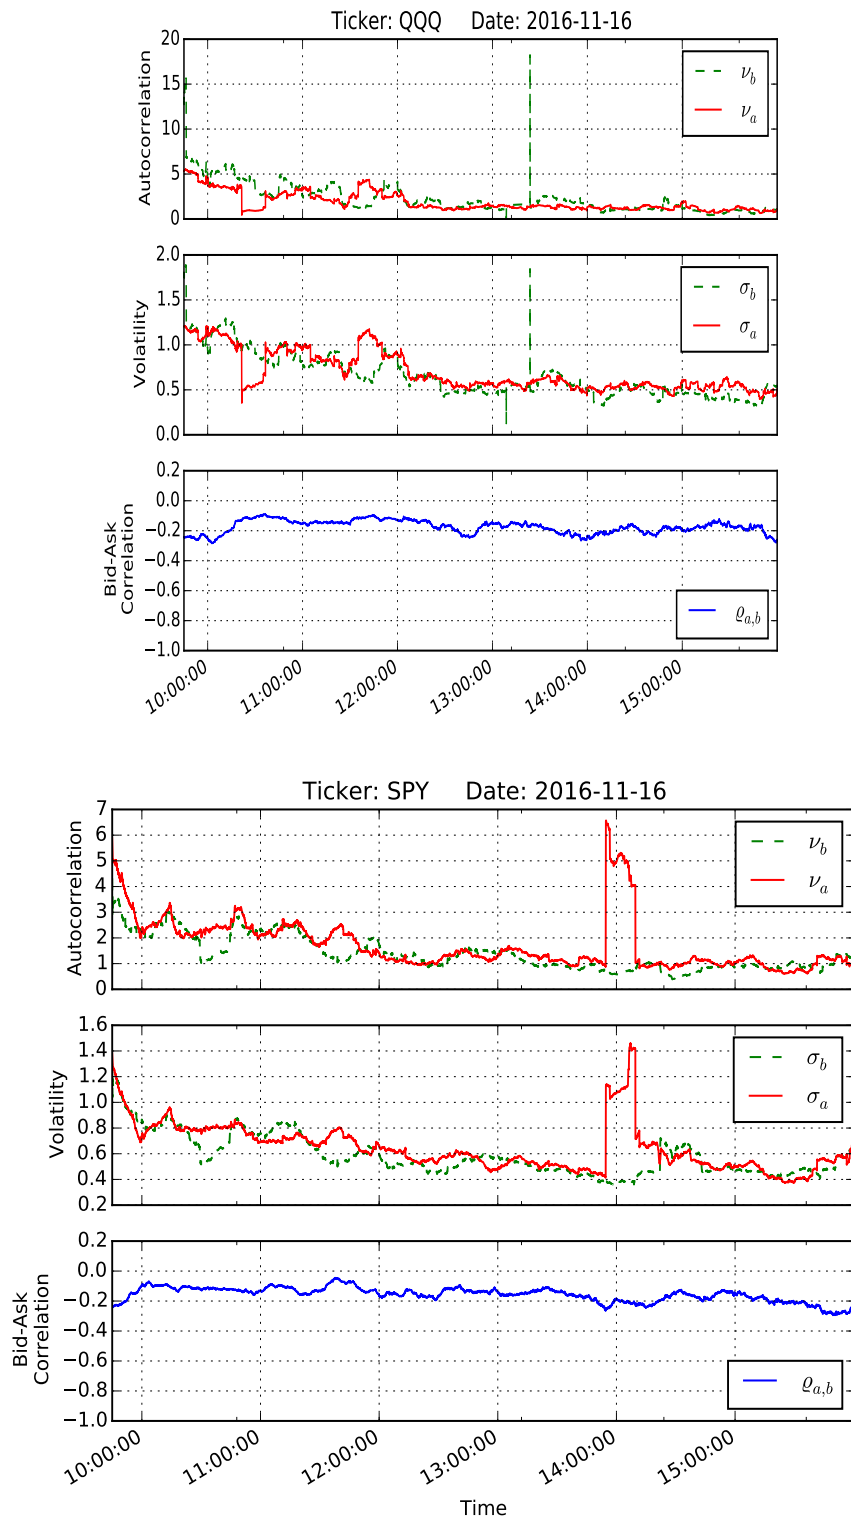 Ticker: QQQ Date: 2016-11-16
Autocorrelation
20
15
10
5
0
ν_b
ν_a
Volatility
2.0
1.5
1.0
0.5
0.0
σ_b
σ_a
Bid-Ask
Correlation
0.2
0.0
−0.2
−0.4
−0.6
−0.8
−1.0
ϱ_{a,b}
10:00:00
11:00:00
12:00:00
13:00:00
14:00:00
15:00:00
Ticker: SPY Date: 2016-11-16
Autocorrelation
7
6
5
4
3
2
1
0
ν_b
ν_a
Volatility
1.6
1.4
1.2
1.0
0.8
0.6
0.4
0.2
σ_b
σ_a
Bid-Ask
Correlation
0.2
0.0
−0.2
−0.4
−0.6
−0.8
−1.0
ϱ_{a,b}
10:00:00
11:00:00
12:00:00
13:00:00
14:00:00
15:00:00
Time